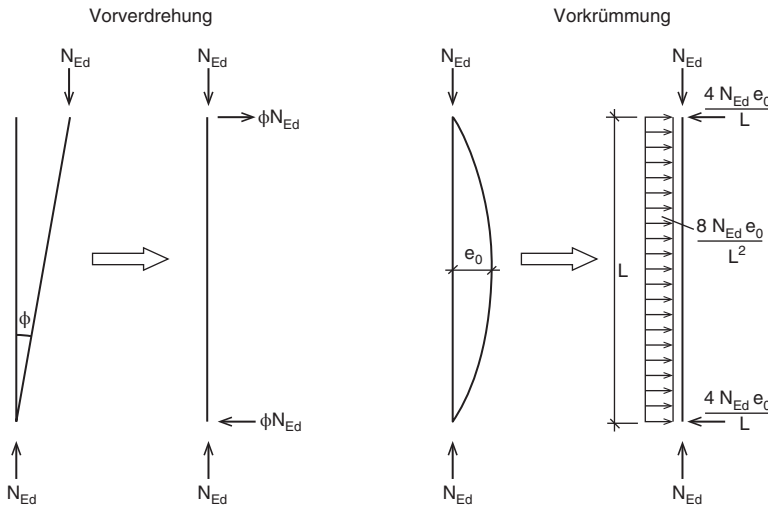 Vorverdrehung
Vorkrümmung
N_Ed
N_Ed
N_Ed
N_Ed
ϕN_Ed
4 N_Ed e_0
L
8 N_Ed e_0
L^2
e_0
L
ϕ
ϕN_Ed
4 N_Ed e_0
L
N_Ed
N_Ed
N_Ed
N_Ed